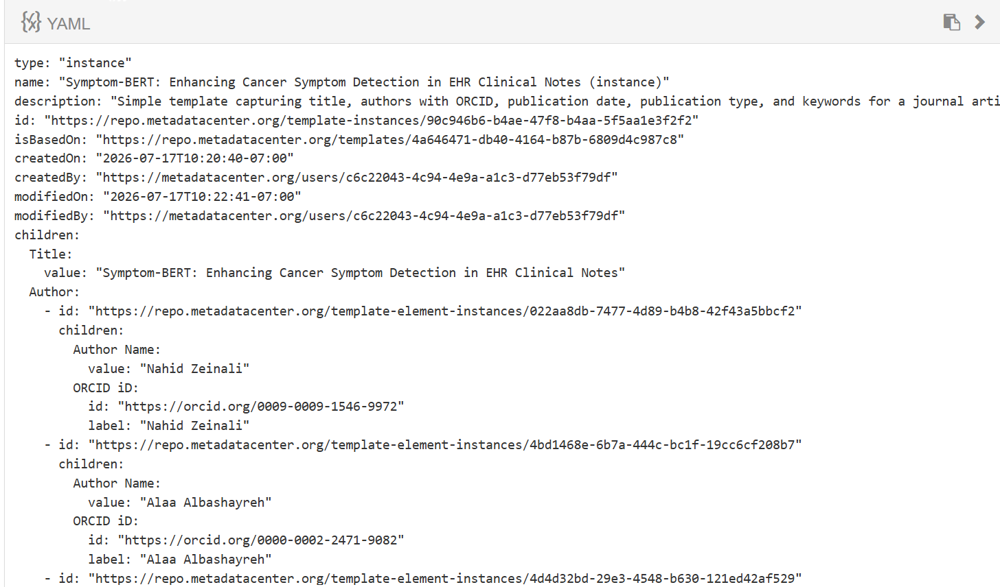 YAML
type: "instance"
name: "Symptom-BERT: Enhancing Cancer Symptom Detection in EHR Clinical Notes (instance)"
description: "Simple template capturing title, authors with ORCID, publication date, publication type, and keywords for a journal arti
id: "https://repo.metadatacenter.org/template-instances/90c946b6-b4ae-47f8-b4aa-5f5aa1e3f2f2"
isBasedOn: "https://repo.metadatacenter.org/templates/4a646471-db40-4164-b87b-6809d4c987c8"
createdOn: "2026-07-17T10:20:40-07:00"
createdBy: "https://metadatacenter.org/users/c6c22043-4c94-4e9a-a1c3-d77eb53f79df"
modifiedOn: "2026-07-17T10:22:41-07:00"
modifiedBy: "https://metadatacenter.org/users/c6c22043-4c94-4e9a-a1c3-d77eb53f79df"
children:
  Title:
    value: "Symptom-BERT: Enhancing Cancer Symptom Detection in EHR Clinical Notes"
  Author:
    - id: "https://repo.metadatacenter.org/template-element-instances/022aa8db-7477-4d89-b4b8-42f43a5bbcf2"
      children:
        Author Name:
          value: "Nahid Zeinali"
        ORCID iD:
          id: "https://orcid.org/0009-0009-1546-9972"
          label: "Nahid Zeinali"
    - id: "https://repo.metadatacenter.org/template-element-instances/4bd1468e-6b7a-444c-bc1f-19cc6cf208b7"
      children:
        Author Name:
          value: "Alaa Albashayreh"
        ORCID iD:
          id: "https://orcid.org/0000-0002-2471-9082"
          label: "Alaa Albashayreh"
    - id: "https://repo.metadatacenter.org/template-element-instances/4d4d32bd-29e3-4548-b630-121ed42af529"